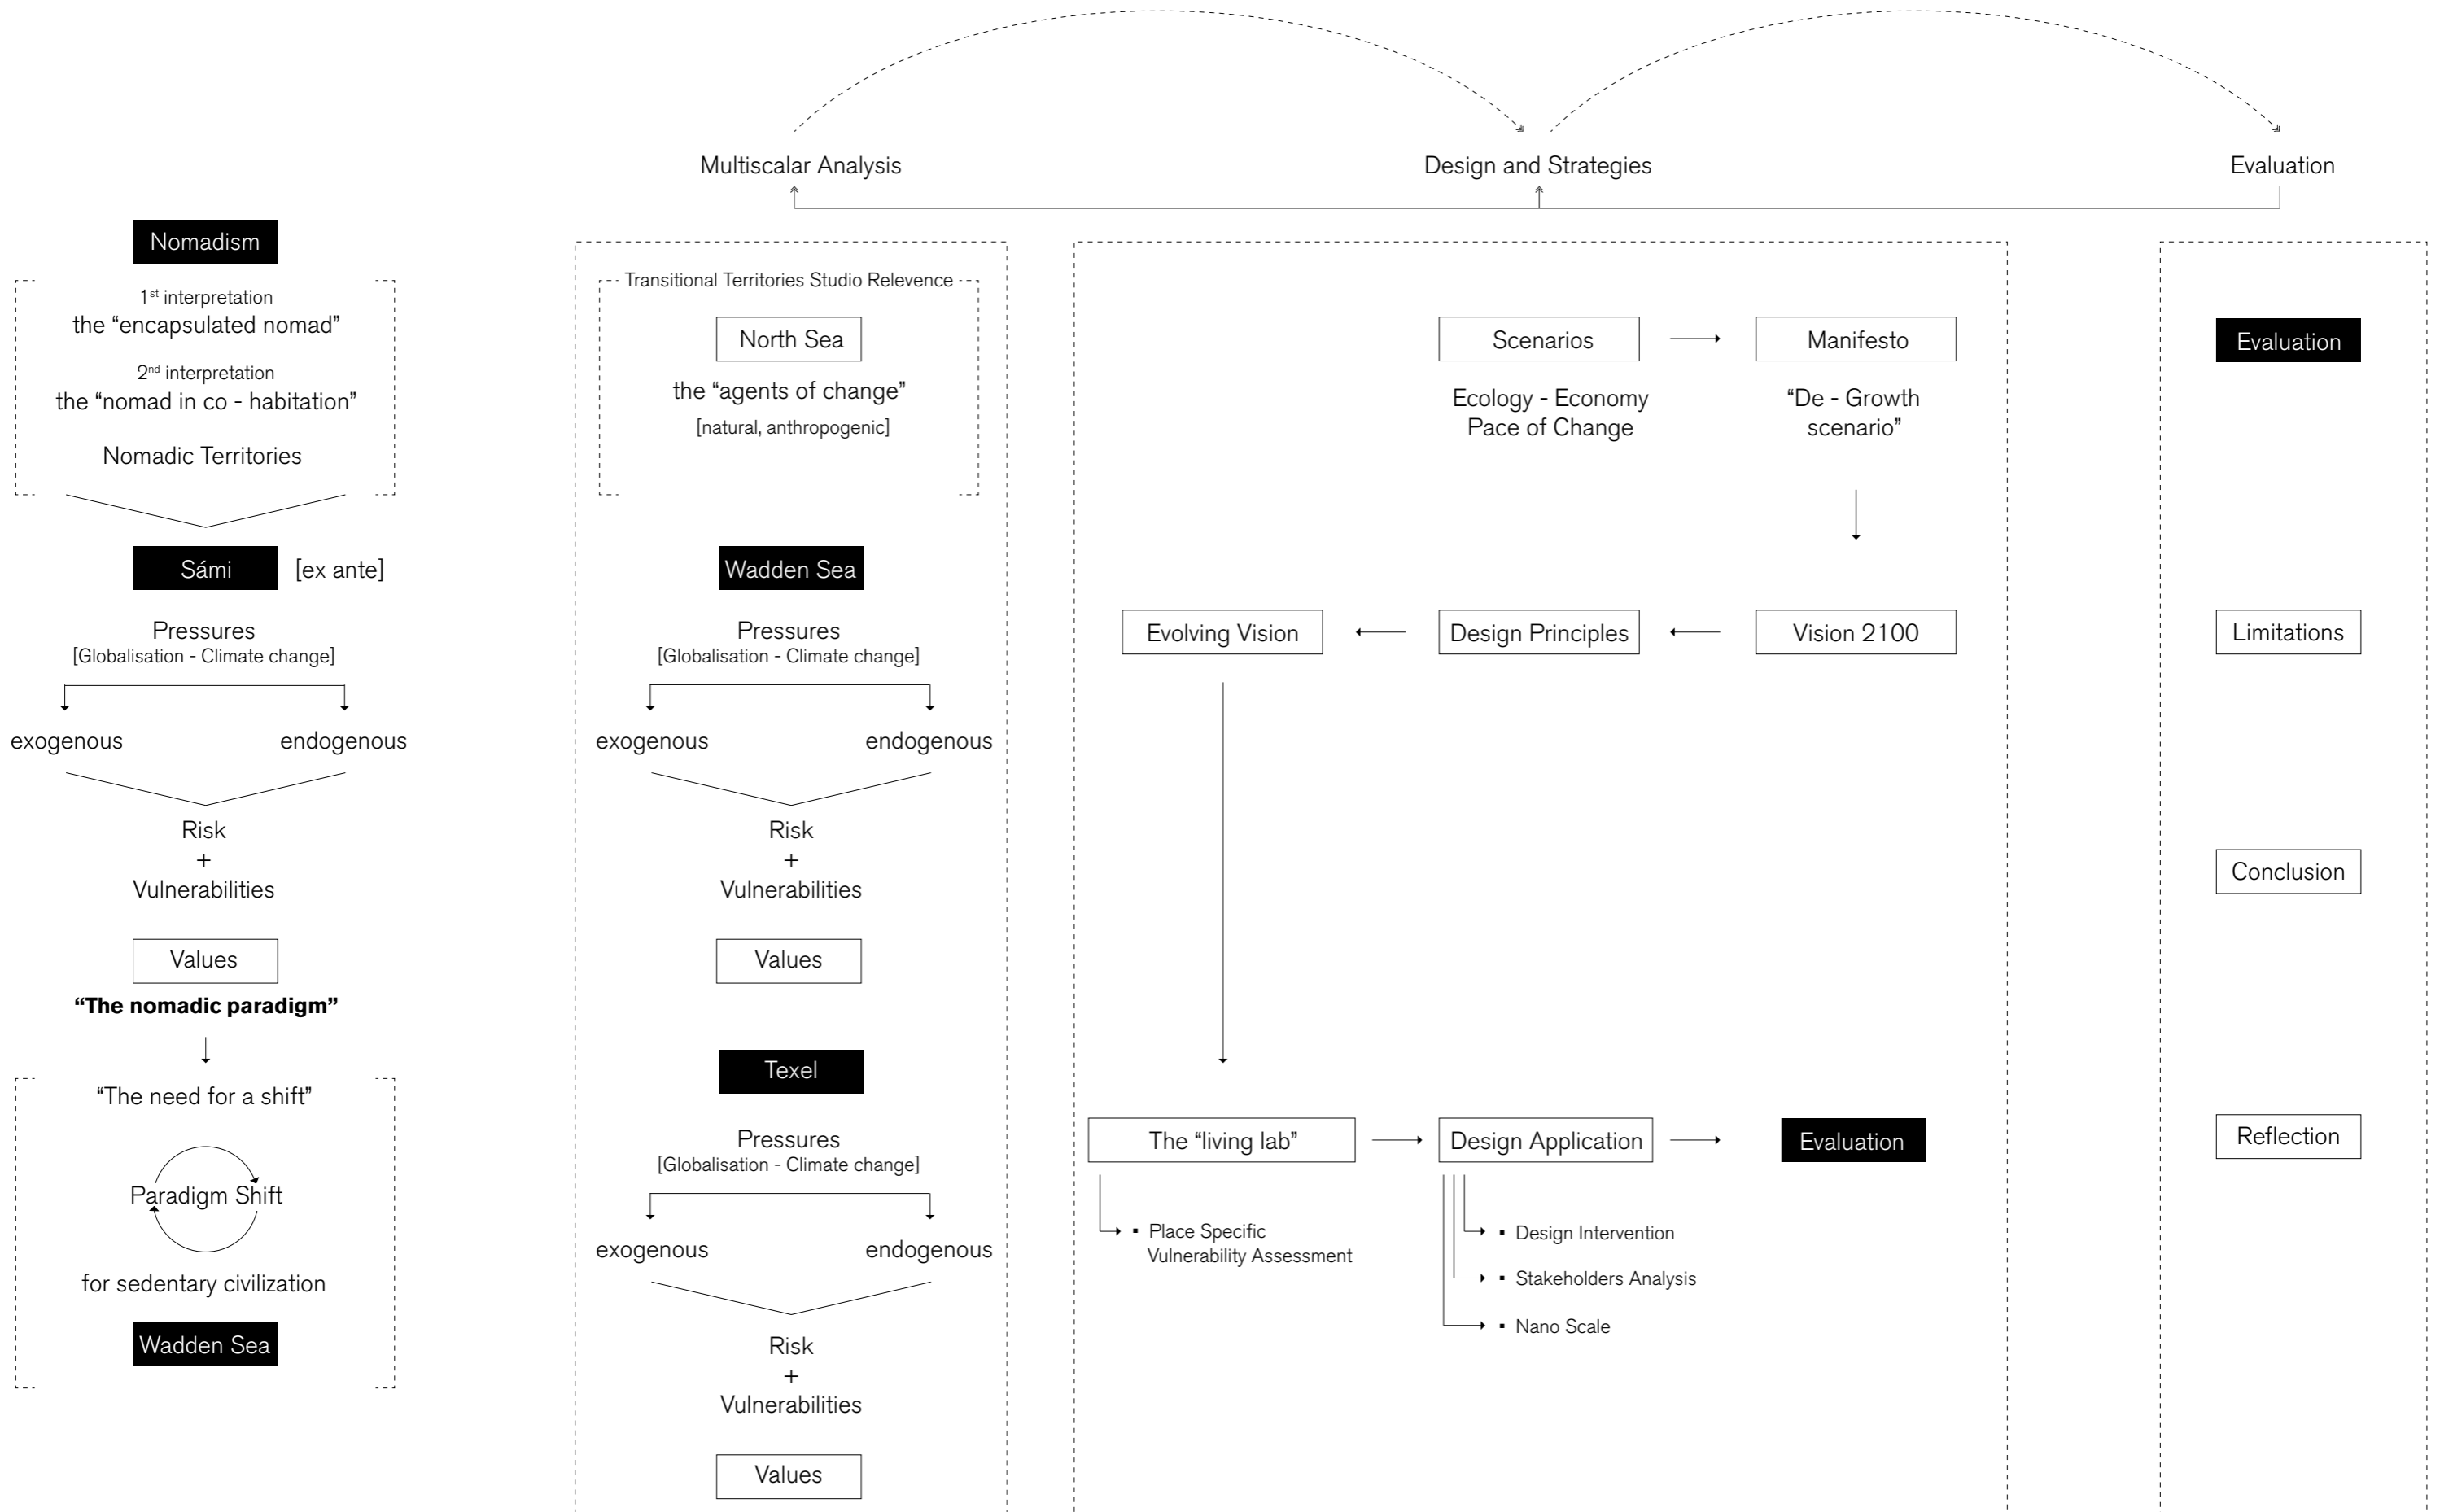 Multiscalar Analysis
Design and Strategies
Evaluation
Nomadism
1st interpretation
the “encapsulated nomad”
2nd interpretation
the “nomad in co - habitation”
Nomadic Territories
Sámi
[ex ante]
Pressures
[Globalisation - Climate change]
exogenous
endogenous
Risk
+
Vulnerabilities
Values
“The nomadic paradigm”
“The need for a shift”
Paradigm Shift
for sedentary civilization
Wadden Sea
Transitional Territories Studio Relevence
North Sea
the “agents of change”
[natural, anthropogenic]
Wadden Sea
Pressures
[Globalisation - Climate change]
exogenous
endogenous
Risk
+
Vulnerabilities
Values
Texel
Pressures
[Globalisation - Climate change]
exogenous
endogenous
Risk
+
Vulnerabilities
Values
Scenarios
Ecology - Economy
Pace of Change
Manifesto
“De - Growth
scenario”
Evolving Vision
Design Principles
Vision 2100
The “living lab”
▪ Place Specific
Vulnerability Assessment
Design Application
▪ Design Intervention
▪ Stakeholders Analysis
▪ Nano Scale
Evaluation
Evaluation
Limitations
Conclusion
Reflection